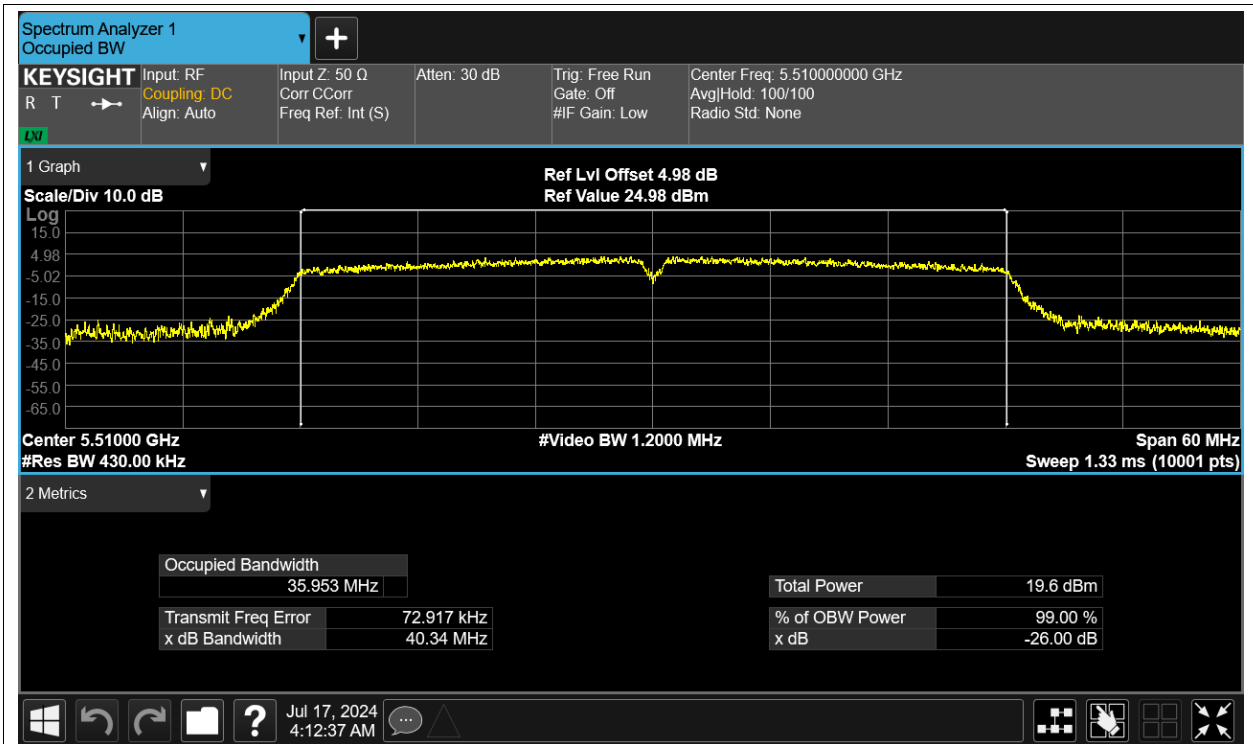 Spectrum Analyzer 1
Occupied BW
KEYSIGHT
R T
LXI
Input: RF
Coupling: DC
Align: Auto
Input Z: 50 Ω
Corr CCorr
Freq Ref: Int (S)
Atten: 30 dB
Trig: Free Run
Gate: Off
#IF Gain: Low
Center Freq: 5.510000000 GHz
Avg|Hold: 100/100
Radio Std: None
1 Graph
Scale/Div 10.0 dB
Ref Lvl Offset 4.98 dB
Ref Value 24.98 dBm
Log
15.0
4.98
-5.02
-15.0
-25.0
-35.0
-45.0
-55.0
-65.0
Center 5.51000 GHz
#Video BW 1.2000 MHz
Span 60 MHz
#Res BW 430.00 kHz
Sweep 1.33 ms (10001 pts)
2 Metrics
Occupied Bandwidth
35.953 MHz
Total Power 19.6 dBm
Transmit Freq Error 72.917 kHz
% of OBW Power 99.00 %
x dB Bandwidth 40.34 MHz
x dB -26.00 dB
?
Jul 17, 2024
4:12:37 AM